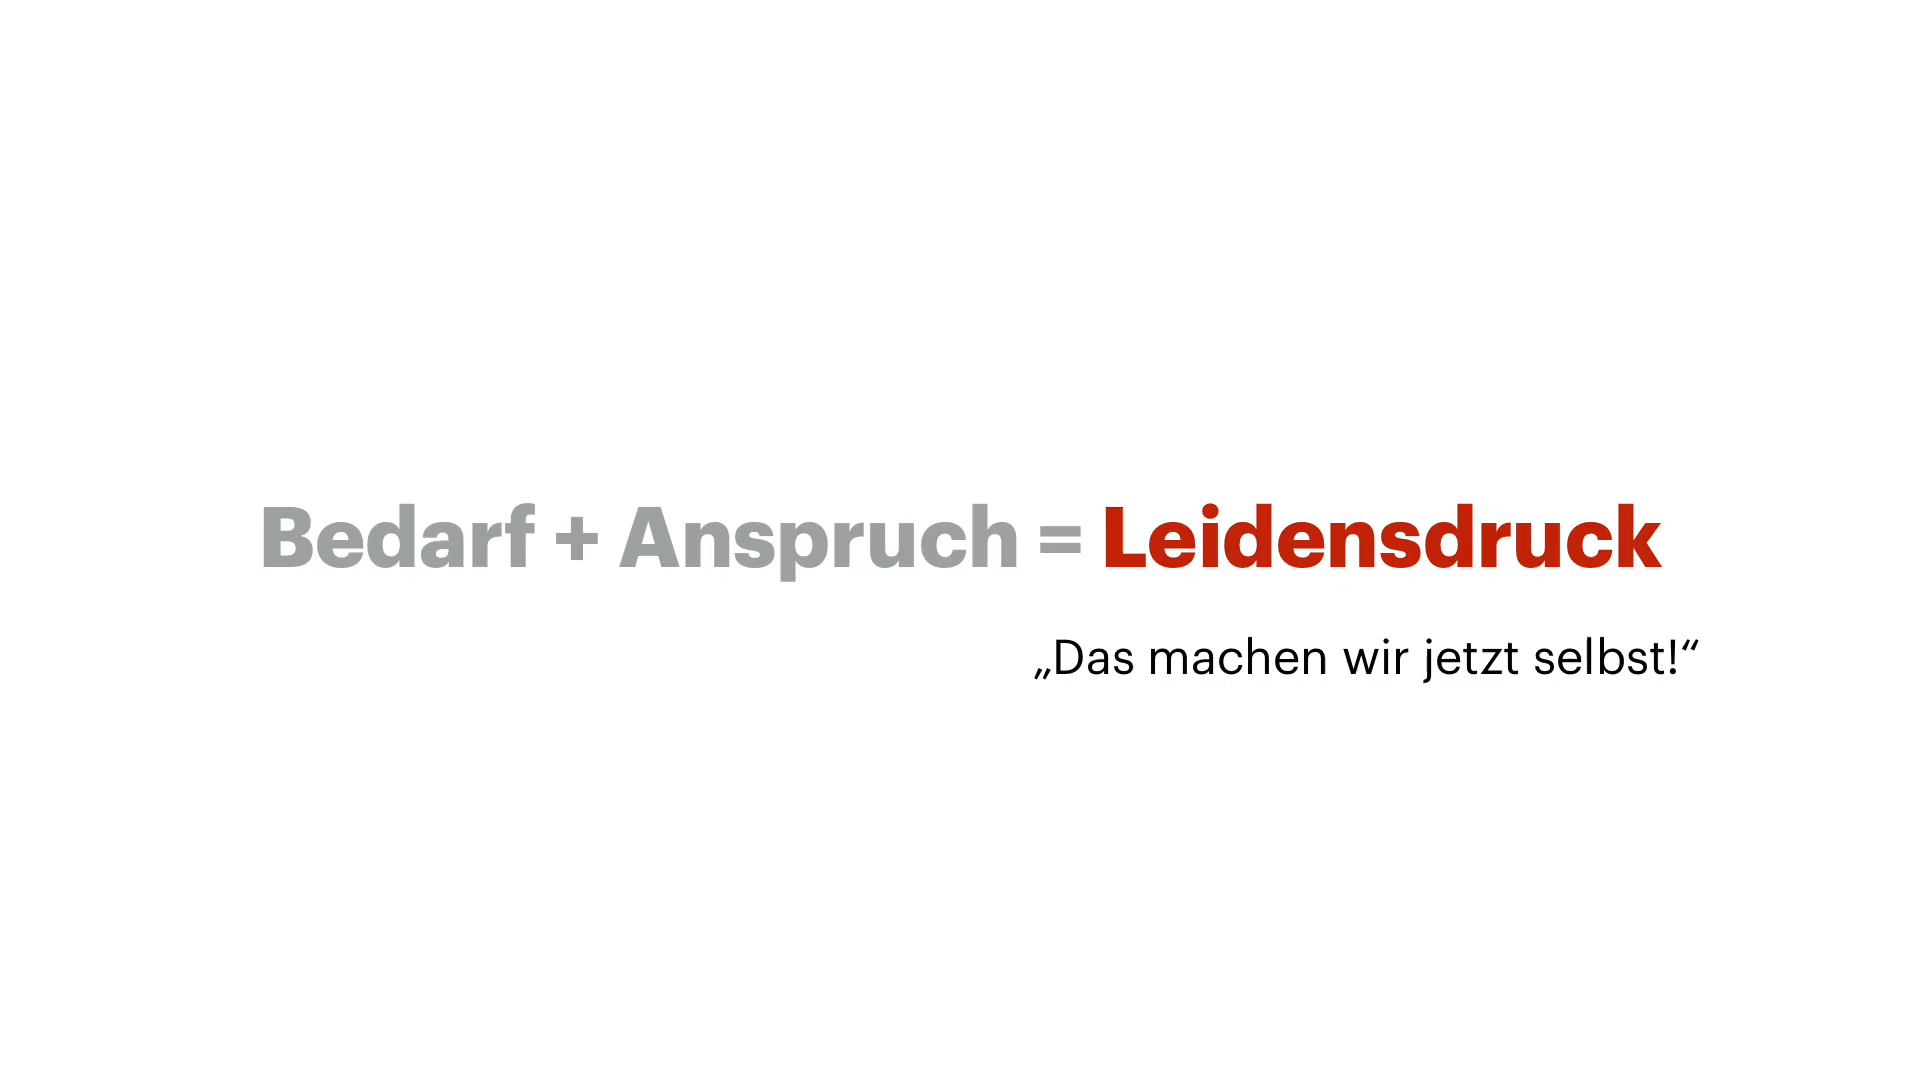 Bedarf + Anspruch = Leidensdruck
„Das machen wir jetzt selbst!“